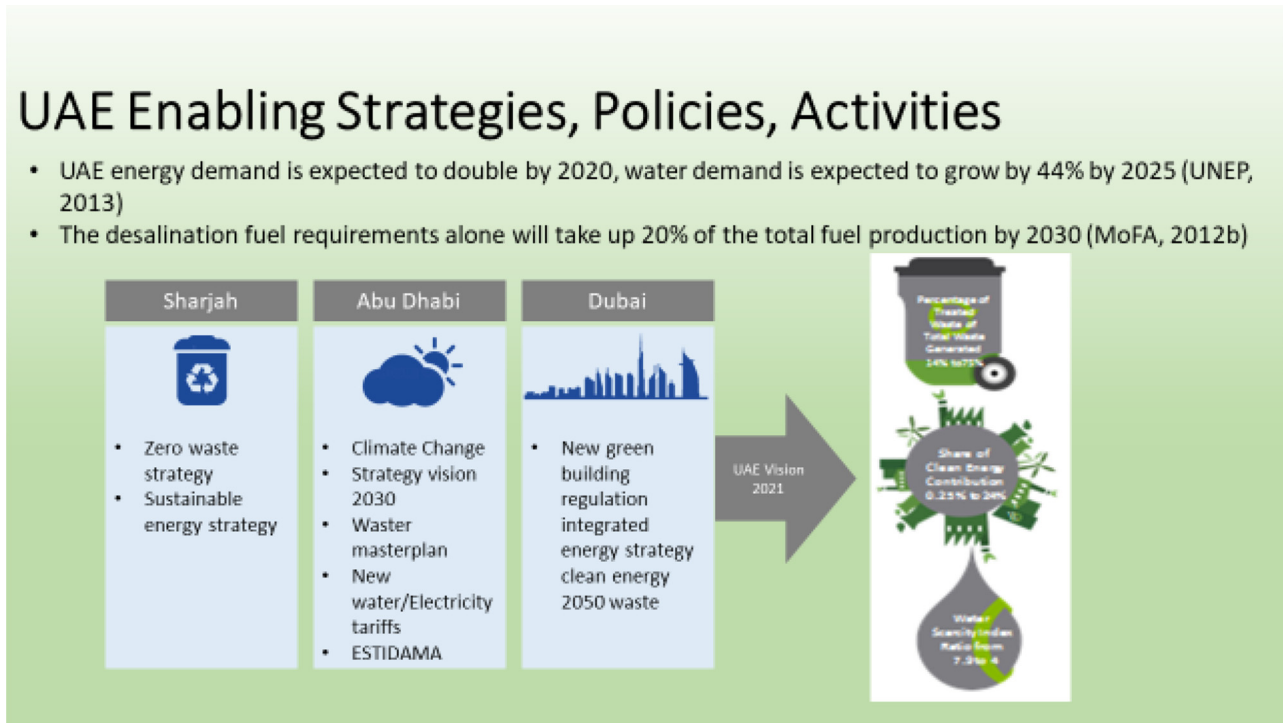 UAE Enabling Strategies, Policies, Activities
• UAE energy demand is expected to double by 2020, water demand is expected to grow by 44% by 2025 (UNEP,
2013)
• The desalination fuel requirements alone will take up 20% of the total fuel production by 2030 (MoFA, 2012b)
Sharjah
• Zero waste
strategy
• Sustainable
energy strategy
Abu Dhabi
• Climate Change
• Strategy vision
2030
• Waster
masterplan
• New
water/Electricity
tariffs
• ESTIDAMA
Dubai
• New green
building
regulation
integrated
energy strategy
clean energy
2050 waste
UAE Vision
2021
Percentage of
Treated
Waste of
Total Waste
Generated
14% to75%
Share of
Clean Energy
Contribution
0.25% to 24%
Water
Index
Ratio from
to 4